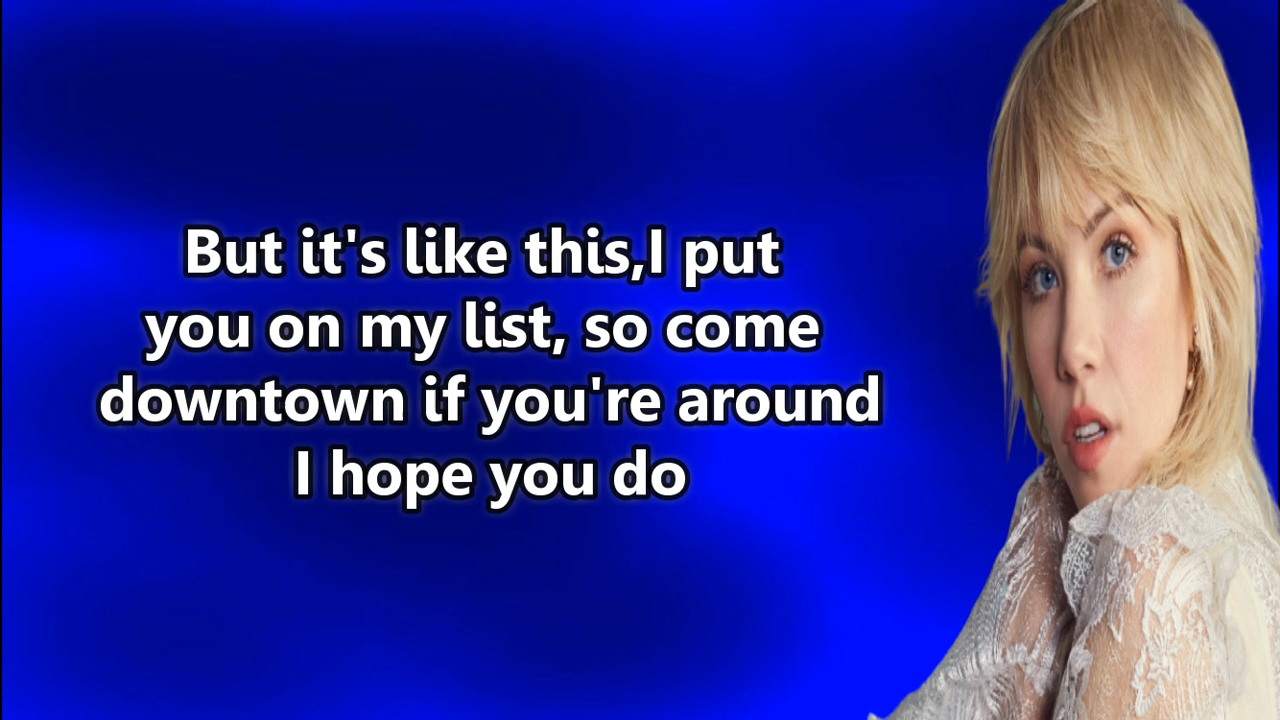 But it's like this,I put
you on my list, so come
downtown if you're around
I hope you do